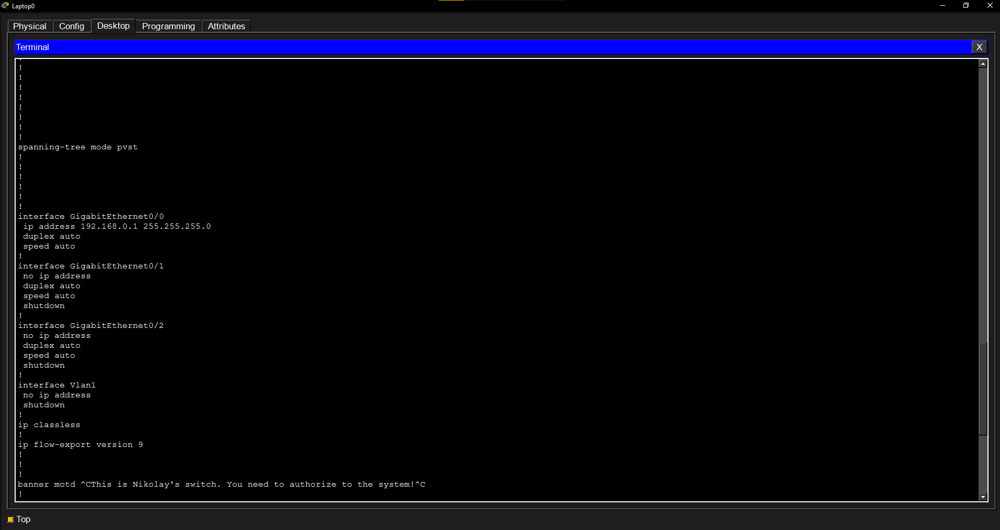 Laptop0
Physical Config Desktop Programming Attributes
Terminal X
!
!
!
!
!
!
!
!
spanning-tree mode pvst
!
!
!
!
!
!
interface GigabitEthernet0/0
 ip address 192.168.0.1 255.255.255.0
 duplex auto
 speed auto
!
interface GigabitEthernet0/1
 no ip address
 duplex auto
 speed auto
 shutdown
!
interface GigabitEthernet0/2
 no ip address
 duplex auto
 speed auto
 shutdown
!
interface Vlan1
 no ip address
 shutdown
!
ip classless
!
ip flow-export version 9
!
!
!
banner motd ^CThis is Nikolay's switch. You need to authorize to the system!^C
!
Top